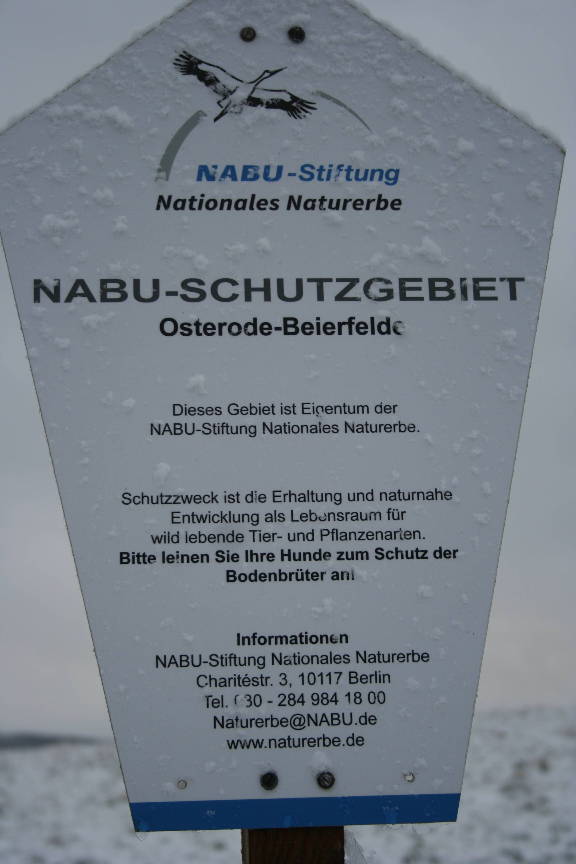 NABU-Stiftung
Nationales Naturerbe
NABU-SCHUTZGEBIET
Osterode-Beierfelde
Dieses Gebiet ist Eigentum der
NABU-Stiftung Nationales Naturerbe.
Schutzzweck ist die Erhaltung und naturnahe
Entwicklung als Lebensraum für
wild lebende Tier- und Pflanzenarten.
Bitte leinen Sie Ihre Hunde zum Schutz der
Bodenbrüter an!
Informationen
NABU-Stiftung Nationales Naturerbe
Charitéstr. 3, 10117 Berlin
Tel. 030 - 284 984 18 00
Naturerbe@NABU.de
www.naturerbe.de